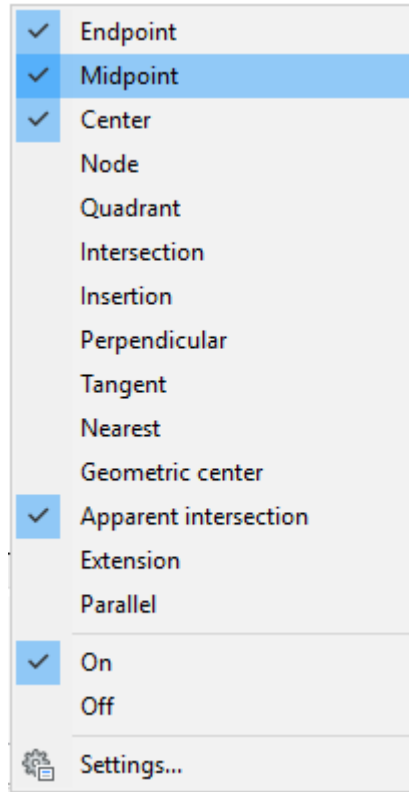 Endpoint
Midpoint
Center
Node
Quadrant
Intersection
Insertion
Perpendicular
Tangent
Nearest
Geometric center
Apparent intersection
Extension
Parallel
On
Off
Settings...